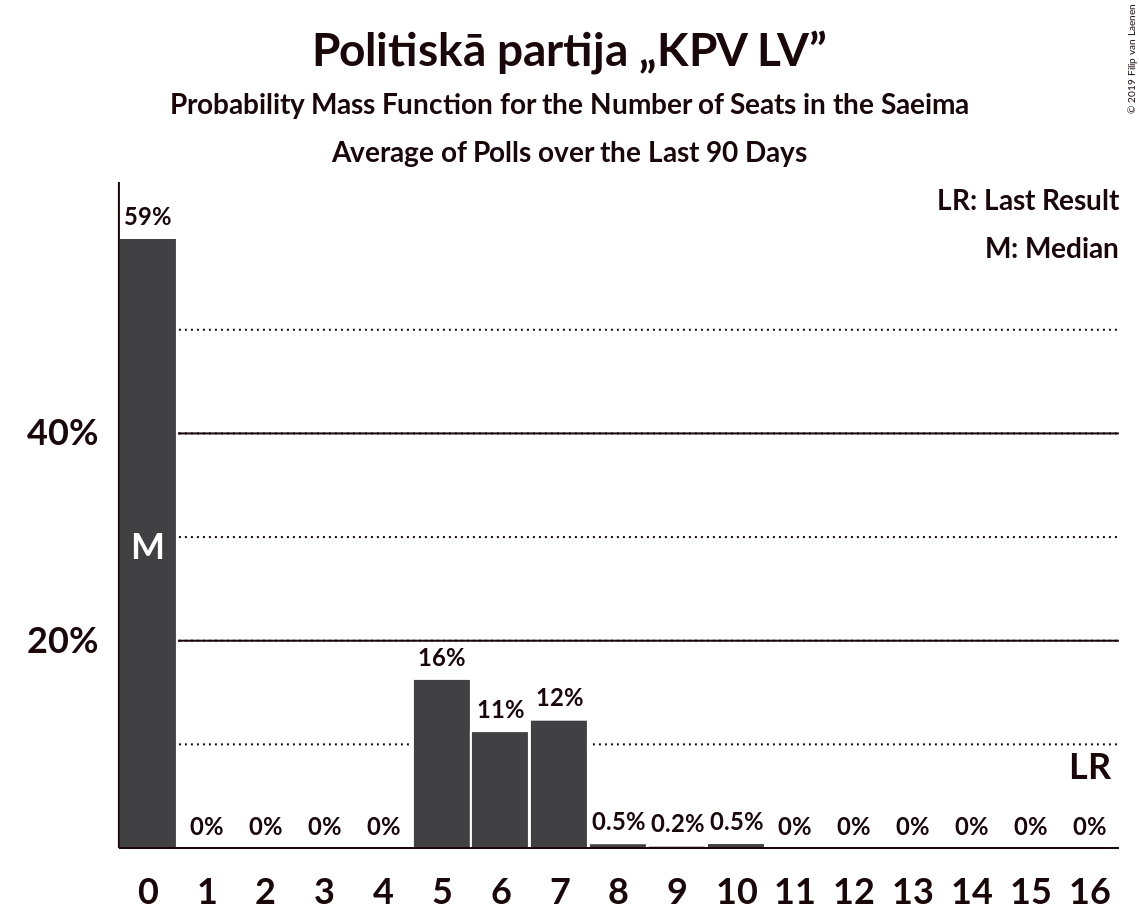 Politiskā partija „KPV LV”
Probability Mass Function for the Number of Seats in the Saeima
Average of Polls over the Last 90 Days
© 2019 Filip van Laenen
LR: Last Result
M: Median
59%
40%
M
20%
16%
11%
12%
LR
0% 0% 0% 0% 0.5% 0.2% 0.5% 0% 0% 0% 0% 0% 0%
0 1 2 3 4 5 6 7 8 9 10 11 12 13 14 15 16